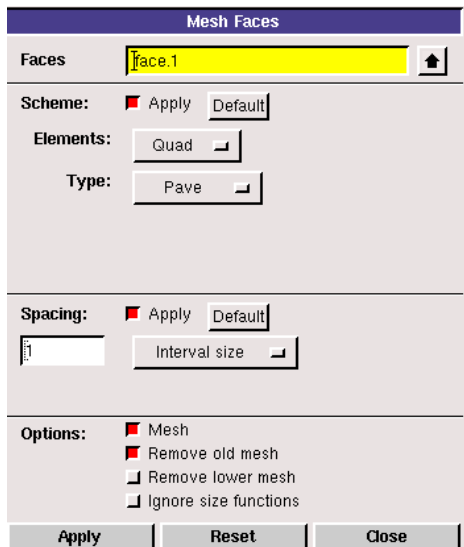 Mesh Faces
Faces face.1
Scheme: Apply Default
Elements: Quad
Type: Pave
Spacing: Apply Default
1 Interval size
Options: Mesh
Remove old mesh
Remove lower mesh
Ignore size functions
Apply Reset Close